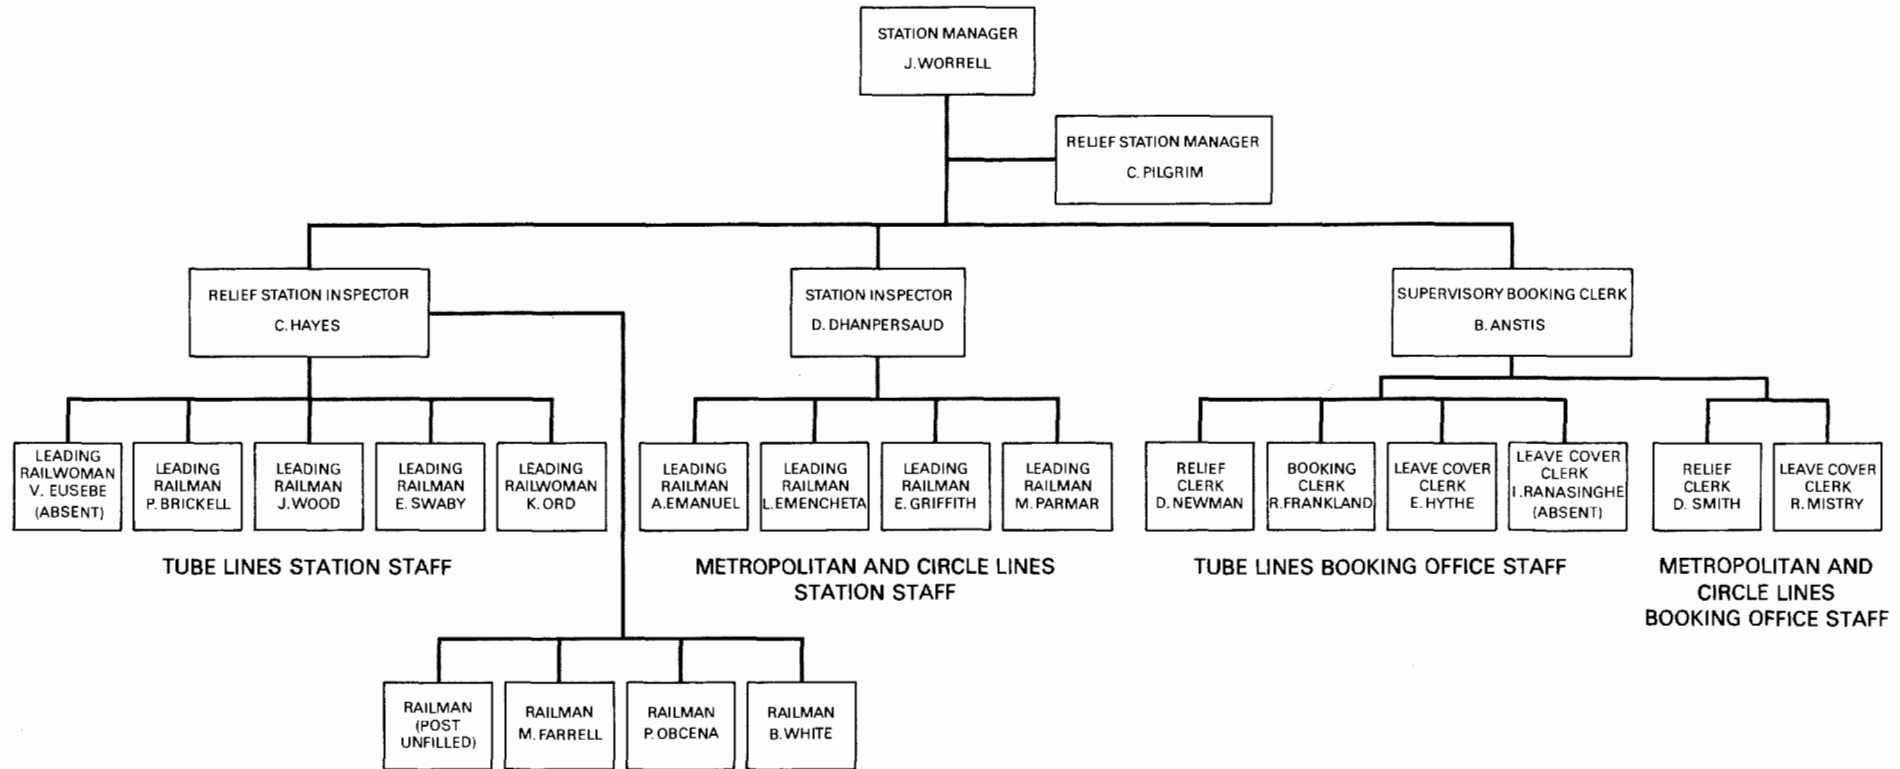 STATION MANAGER
J. WORRELL
RELIEF STATION MANAGER
C. PILGRIM
RELIEF STATION INSPECTOR
C. HAYES
STATION INSPECTOR
D. DHANPERSAUD
SUPERVISORY BOOKING CLERK
B. ANSTIS
LEADING
RAILWOMAN
V. EUSEBE
(ABSENT)
LEADING
RAILMAN
P. BRICKELL
LEADING
RAILMAN
J. WOOD
LEADING
RAILMAN
E. SWABY
LEADING
RAILWOMAN
K. ORD
LEADING
RAILMAN
A. EMANUEL
LEADING
RAILMAN
L. EMENCHETA
LEADING
RAILMAN
E. GRIFFITH
LEADING
RAILMAN
M. PARMAR
RELIEF
CLERK
D. NEWMAN
BOOKING
CLERK
R. FRANKLAND
LEAVE COVER
CLERK
E. HYTHE
LEAVE COVER
CLERK
I. RANASINGHE
(ABSENT)
RELIEF
CLERK
D. SMITH
LEAVE COVER
CLERK
R. MISTRY
TUBE LINES STATION STAFF
METROPOLITAN AND CIRCLE LINES
STATION STAFF
TUBE LINES BOOKING OFFICE STAFF
METROPOLITAN AND
CIRCLE LINES
BOOKING OFFICE STAFF
RAILMAN
(POST
UNFILLED)
RAILMAN
M. FARRELL
RAILMAN
P. OBCENA
RAILMAN
B. WHITE